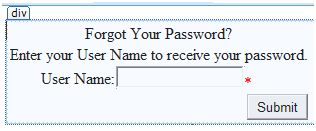 div
Forgot Your Password?
Enter your User Name to receive your password.
User Name: *
Submit